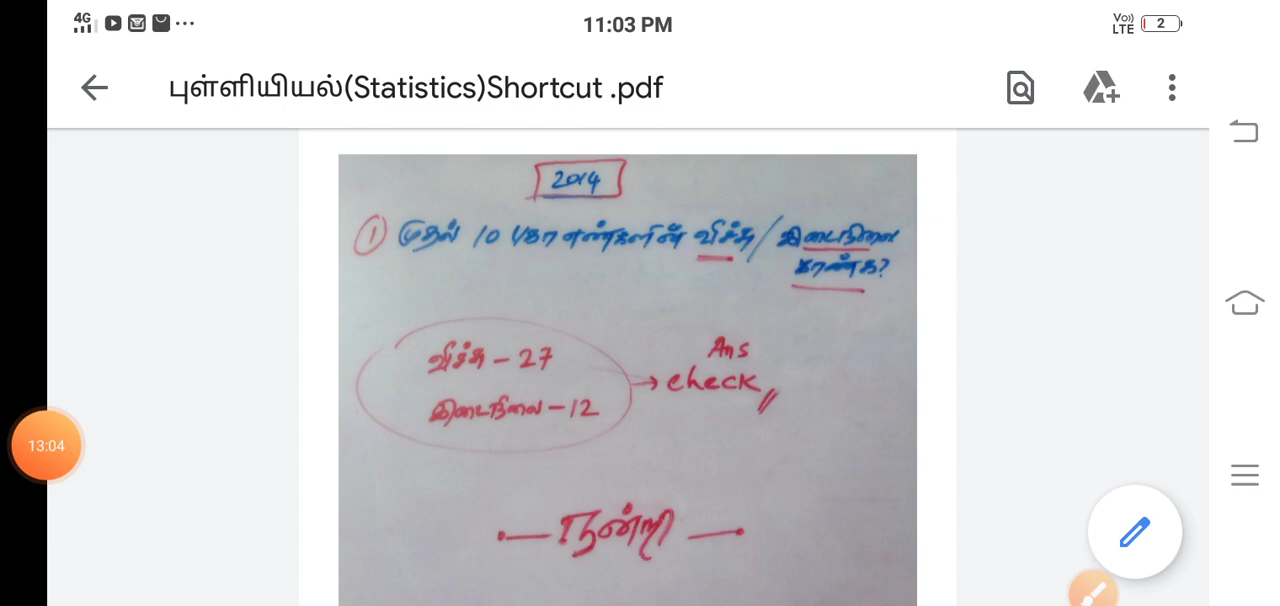 4G
11:03 PM
Vo)) LTE
2
புள்ளியியல்(Statistics)Shortcut .pdf
2014
① முதல் 10 பகா எண்களின் வீச்சு / இடைநிலை
காண்க?
வீச்சு - 27
இடைநிலை - 12
Ans
check
13:04
நன்றி